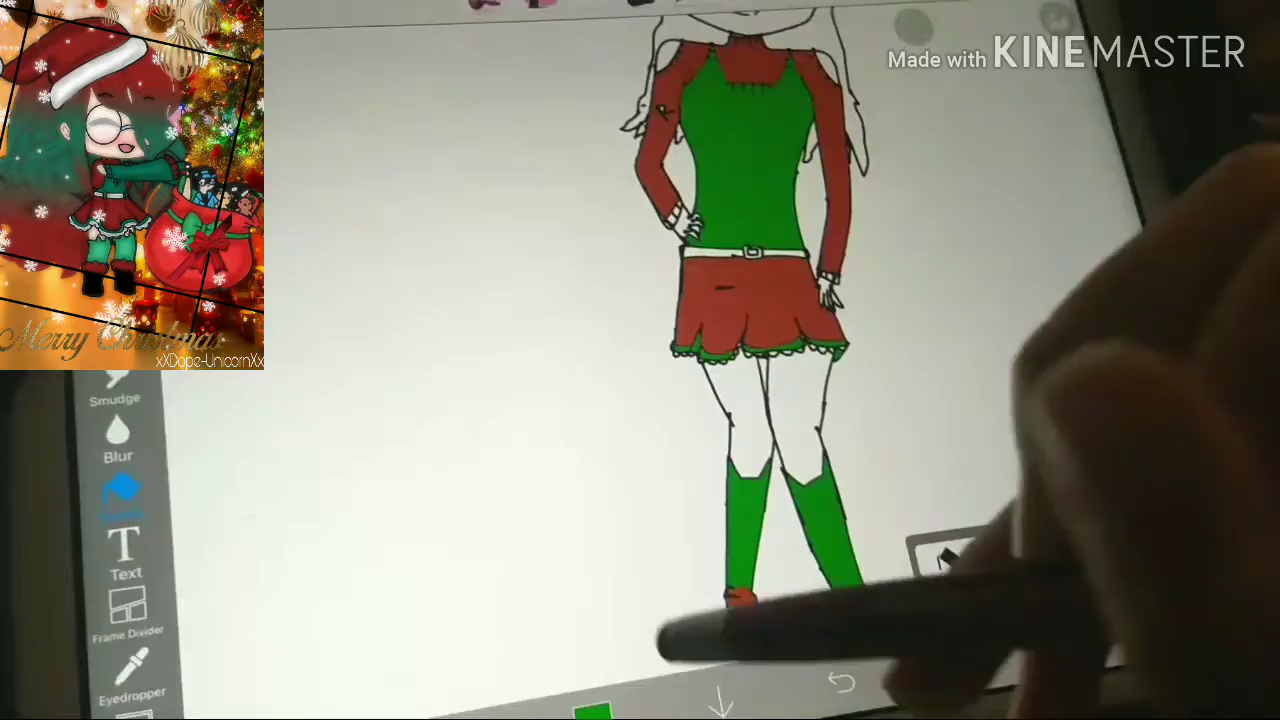 Made with KINEMASTER
Merry Christmas
xxDope-UnicornXx
Smudge
Blur
T
Text
Frame Divider
Eyedropper